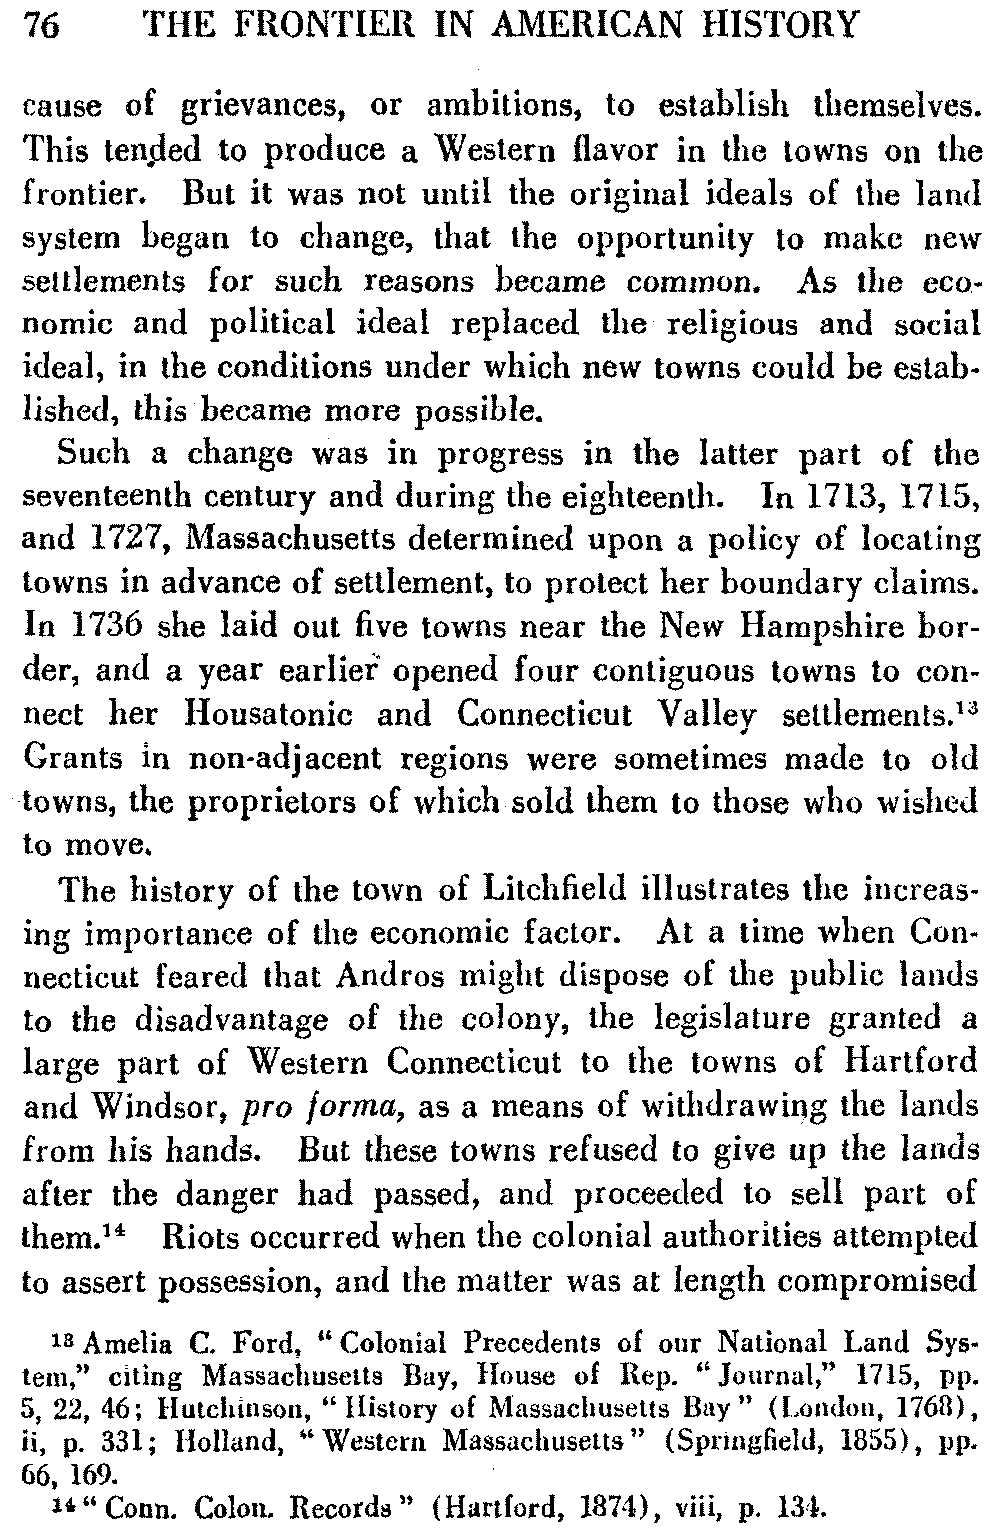 76 THE FRONTIER IN AMERICAN HISTORY
cause of grievances, or ambitions, to establish themselves.
This tended to produce a Western flavor in the towns on the
frontier. But it was not until the original ideals of the land
system began to change, that the opportunity to make new
settlements for such reasons became common. As the eco-
nomic and political ideal replaced the religious and social
ideal, in the conditions under which new towns could be estab-
lished, this became more possible.
Such a change was in progress in the latter part of the
seventeenth century and during the eighteenth. In 1713, 1715,
and 1727, Massachusetts determined upon a policy of locating
towns in advance of settlement, to protect her boundary claims.
In 1736 she laid out five towns near the New Hampshire bor-
der, and a year earlier opened four contiguous towns to con-
nect her Housatonic and Connecticut Valley settlements.¹³
Grants in non-adjacent regions were sometimes made to old
towns, the proprietors of which sold them to those who wished
to move.
The history of the town of Litchfield illustrates the increas-
ing importance of the economic factor. At a time when Con-
necticut feared that Andros might dispose of the public lands
to the disadvantage of the colony, the legislature granted a
large part of Western Connecticut to the towns of Hartford
and Windsor, pro forma, as a means of withdrawing the lands
from his hands. But these towns refused to give up the lands
after the danger had passed, and proceeded to sell part of
them.¹⁴ Riots occurred when the colonial authorities attempted
to assert possession, and the matter was at length compromised
¹³ Amelia C. Ford, "Colonial Precedents of our National Land Sys-
tem," citing Massachusetts Bay, House of Rep. "Journal," 1715, pp.
5, 22, 46; Hutchinson, "History of Massachusetts Bay" (London, 1768),
ii, p. 331; Holland, "Western Massachusetts" (Springfield, 1855), pp.
66, 169.
¹⁴ "Conn. Colon. Records" (Hartford, 1874), viii, p. 134.